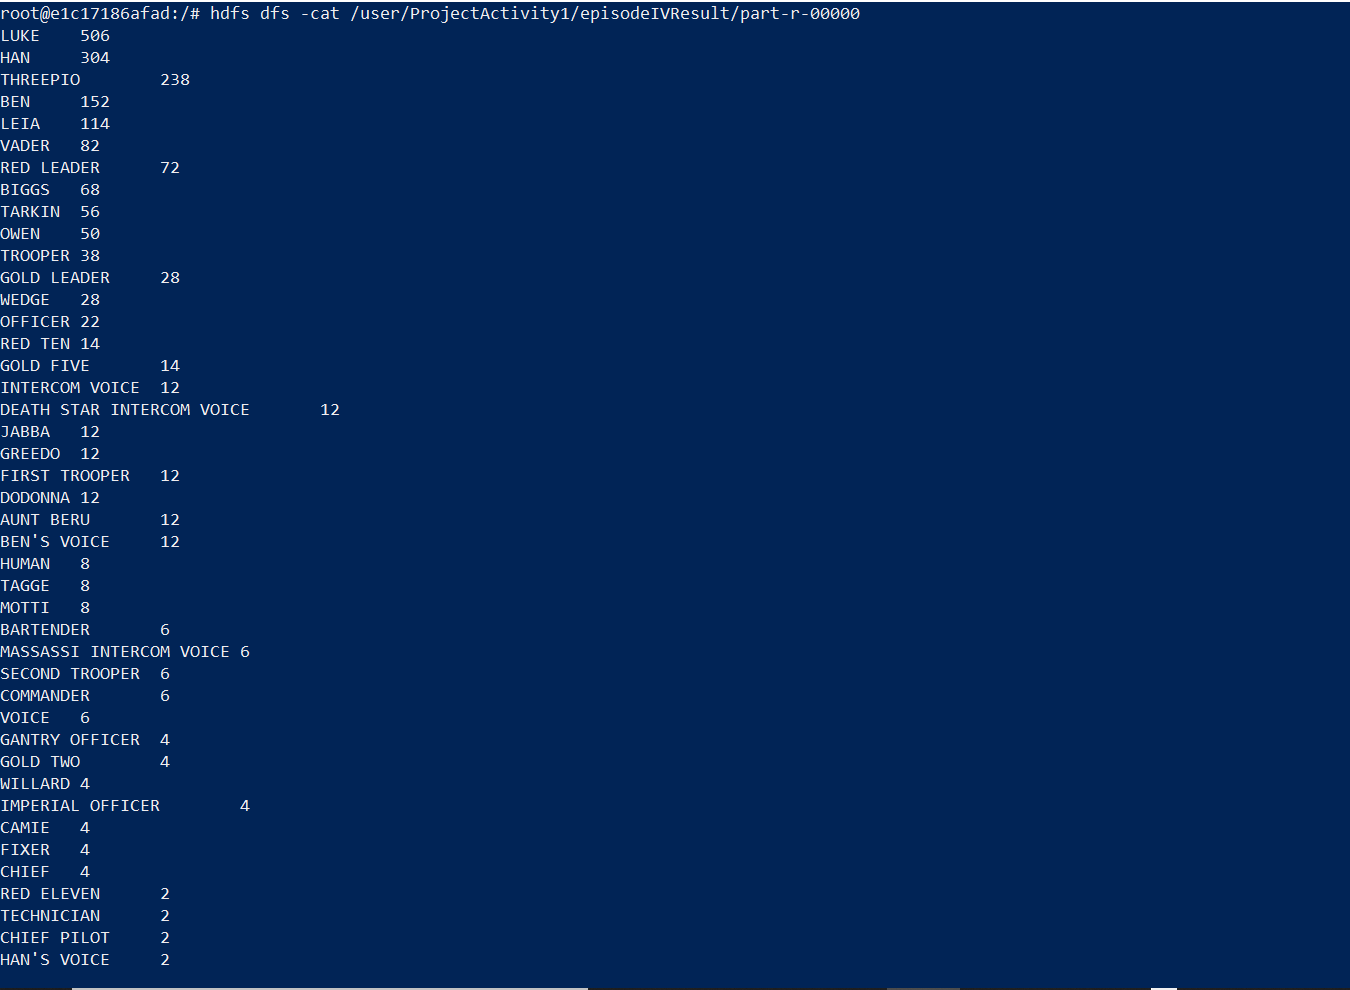 root@e1c17186afad:/# hdfs dfs -cat /user/ProjectActivity1/episodeIVResult/part-r-00000
LUKE	506
HAN	304
THREEPIO	238
BEN	152
LEIA	114
VADER	82
RED LEADER	72
BIGGS	68
TARKIN	56
OWEN	50
TROOPER	38
GOLD LEADER	28
WEDGE	28
OFFICER	22
RED TEN	14
GOLD FIVE	14
INTERCOM VOICE	12
DEATH STAR INTERCOM VOICE	12
JABBA	12
GREEDO	12
FIRST TROOPER	12
DODONNA	12
AUNT BERU	12
BEN'S VOICE	12
HUMAN	8
TAGGE	8
MOTTI	8
BARTENDER	6
MASSASSI INTERCOM VOICE	6
SECOND TROOPER	6
COMMANDER	6
VOICE	6
GANTRY OFFICER	4
GOLD TWO	4
WILLARD	4
IMPERIAL OFFICER	4
CAMIE	4
FIXER	4
CHIEF	4
RED ELEVEN	2
TECHNICIAN	2
CHIEF PILOT	2
HAN'S VOICE	2